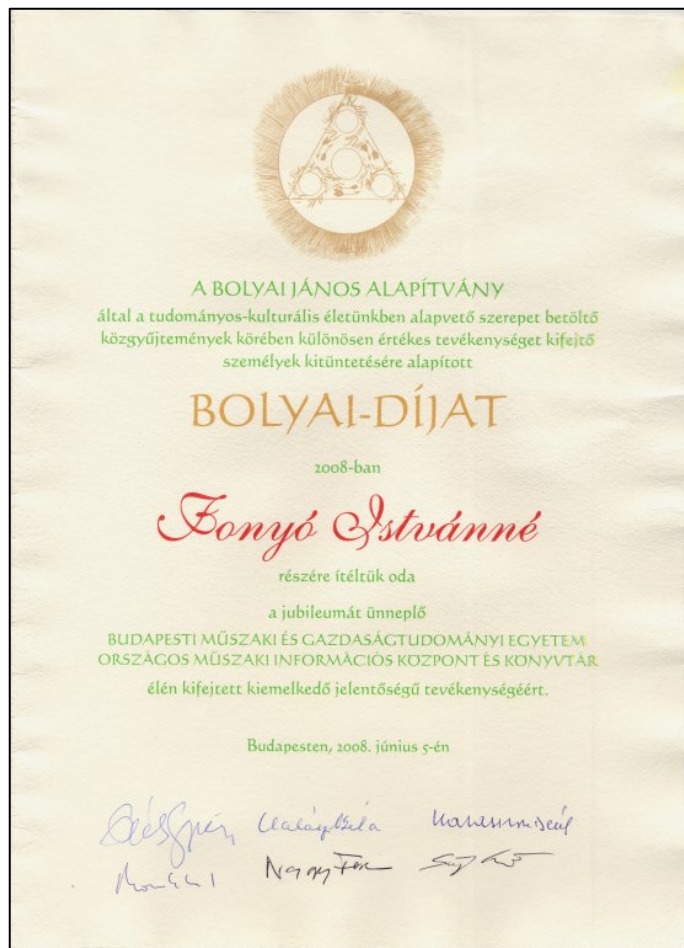 A BOLYAI JÁNOS ALAPÍTVÁNY
által a tudományos-kulturális életünkben alapvető szerepet betöltő
közgyűjtemények körében különösen értékes tevékenységet kifejtő
személyek kitüntetésére alapított
BOLYAI-DÍJAT
2008-ban
Fonyó Istvánné
részére ítéltük oda
a jubileumát ünneplő
BUDAPESTI MŰSZAKI ÉS GAZDASÁGTUDOMÁNYI EGYETEM
ORSZÁGOS MŰSZAKI INFORMÁCIÓS KÖZPONT ÉS KÖNYVTÁR
élén kifejtett kiemelkedő jelentőségű tevékenységéért.
Budapesten, 2008. június 5-én
Nagy